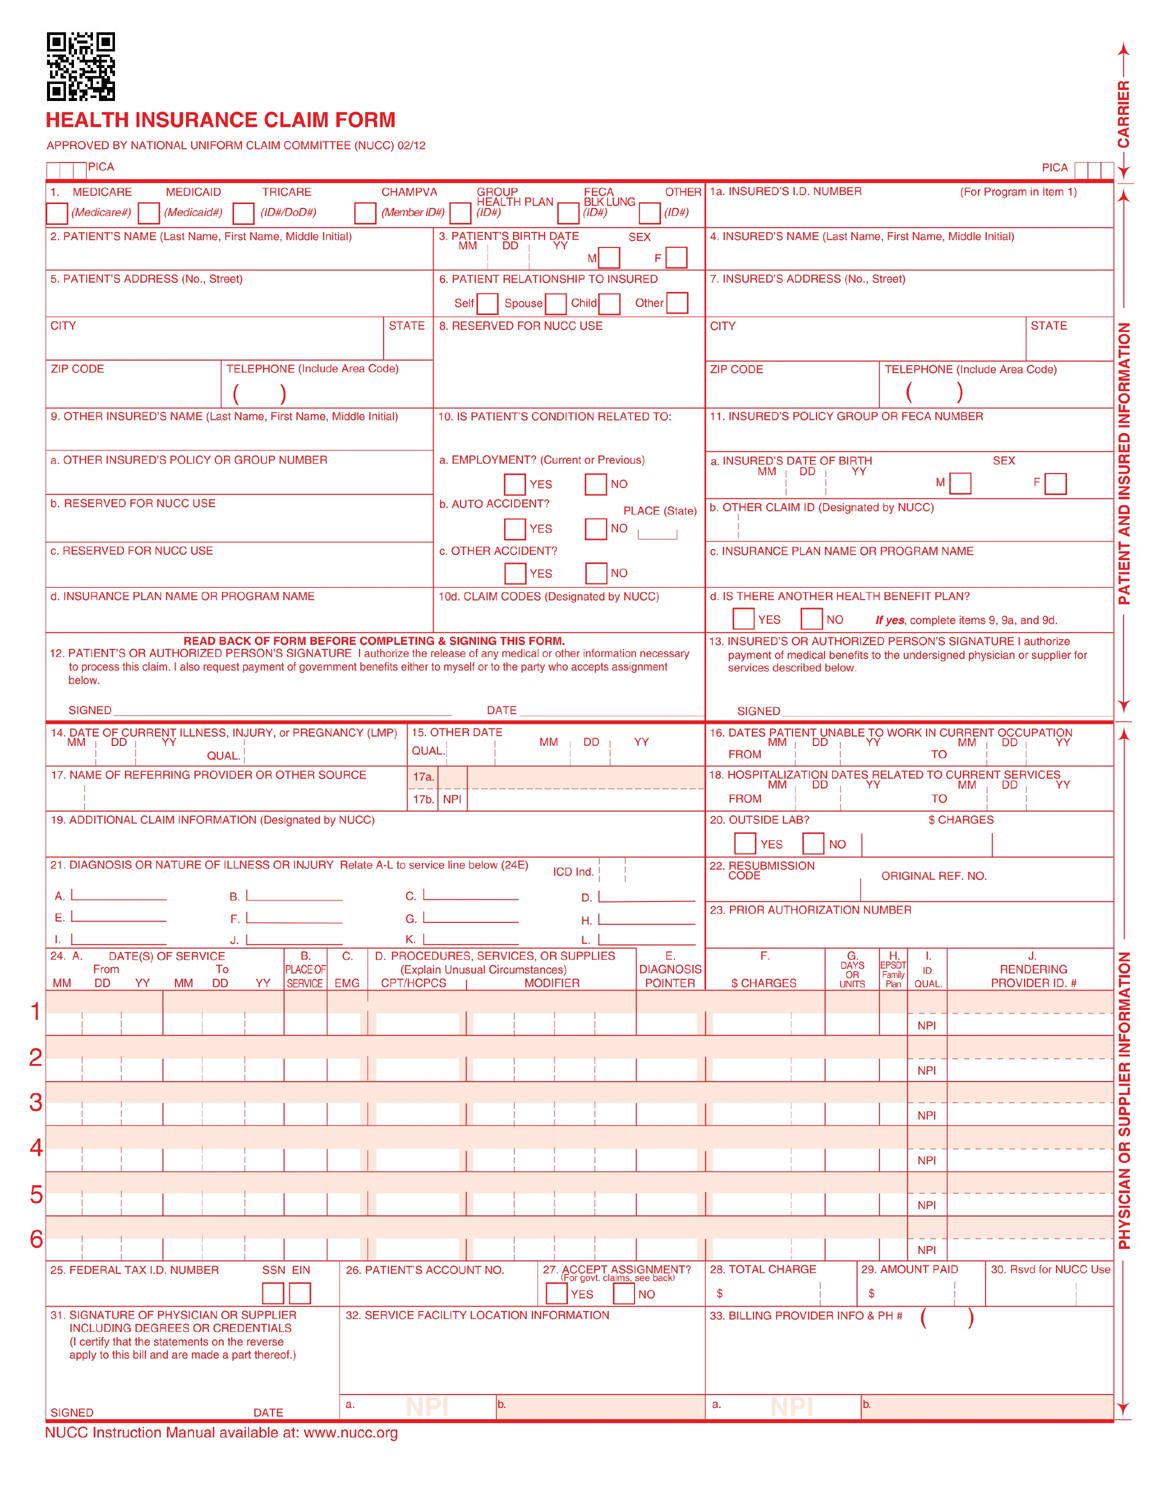 HEALTH INSURANCE CLAIM FORM
APPROVED BY NATIONAL UNIFORM CLAIM COMMITTEE (NUCC) 02/12
PICA
PICA
CARRIER
1. MEDICARE MEDICAID TRICARE CHAMPVA GROUP HEALTH PLAN FECA BLK LUNG OTHER
(Medicare#) (Medicaid#) (ID#/DoD#) (Member ID#) (ID#) (ID#) (ID#)
1a. INSURED'S I.D. NUMBER (For Program in Item 1)
2. PATIENT'S NAME (Last Name, First Name, Middle Initial)
3. PATIENT'S BIRTH DATE SEX
MM DD YY M F
4. INSURED'S NAME (Last Name, First Name, Middle Initial)
5. PATIENT'S ADDRESS (No., Street)
6. PATIENT RELATIONSHIP TO INSURED
Self Spouse Child Other
7. INSURED'S ADDRESS (No., Street)
CITY STATE
8. RESERVED FOR NUCC USE
CITY STATE
ZIP CODE TELEPHONE (Include Area Code)
( )
ZIP CODE TELEPHONE (Include Area Code)
( )
9. OTHER INSURED'S NAME (Last Name, First Name, Middle Initial)
10. IS PATIENT'S CONDITION RELATED TO:
11. INSURED'S POLICY GROUP OR FECA NUMBER
a. OTHER INSURED'S POLICY OR GROUP NUMBER
a. EMPLOYMENT? (Current or Previous)
YES NO
a. INSURED'S DATE OF BIRTH SEX
MM DD YY M F
b. RESERVED FOR NUCC USE
b. AUTO ACCIDENT? PLACE (State)
YES NO
b. OTHER CLAIM ID (Designated by NUCC)
c. RESERVED FOR NUCC USE
c. OTHER ACCIDENT?
YES NO
c. INSURANCE PLAN NAME OR PROGRAM NAME
d. INSURANCE PLAN NAME OR PROGRAM NAME
10d. CLAIM CODES (Designated by NUCC)
d. IS THERE ANOTHER HEALTH BENEFIT PLAN?
YES NO If yes, complete items 9, 9a, and 9d.
READ BACK OF FORM BEFORE COMPLETING & SIGNING THIS FORM.
12. PATIENT'S OR AUTHORIZED PERSON'S SIGNATURE I authorize the release of any medical or other information necessary
to process this claim. I also request payment of government benefits either to myself or to the party who accepts assignment
below.
SIGNED DATE
13. INSURED'S OR AUTHORIZED PERSON'S SIGNATURE I authorize
payment of medical benefits to the undersigned physician or supplier for
services described below.
SIGNED
PATIENT AND INSURED INFORMATION
14. DATE OF CURRENT ILLNESS, INJURY, or PREGNANCY (LMP)
MM DD YY QUAL.
15. OTHER DATE
QUAL. MM DD YY
16. DATES PATIENT UNABLE TO WORK IN CURRENT OCCUPATION
MM DD YY MM DD YY
FROM TO
17. NAME OF REFERRING PROVIDER OR OTHER SOURCE
17a.
17b. NPI
18. HOSPITALIZATION DATES RELATED TO CURRENT SERVICES
MM DD YY MM DD YY
FROM TO
19. ADDITIONAL CLAIM INFORMATION (Designated by NUCC)
20. OUTSIDE LAB? $ CHARGES
YES NO
21. DIAGNOSIS OR NATURE OF ILLNESS OR INJURY Relate A-L to service line below (24E)
ICD Ind.
A. B. C. D.
E. F. G. H.
I. J. K. L.
22. RESUBMISSION
CODE ORIGINAL REF. NO.
23. PRIOR AUTHORIZATION NUMBER
24. A. DATE(S) OF SERVICE
From To
MM DD YY MM DD YY
B.
PLACE OF
SERVICE
C.
EMG
D. PROCEDURES, SERVICES, OR SUPPLIES
(Explain Unusual Circumstances)
CPT/HCPCS MODIFIER
E.
DIAGNOSIS
POINTER
F.
$ CHARGES
G.
DAYS
OR
UNITS
H.
EPSDT
Family
Plan
I.
ID.
QUAL.
J.
RENDERING
PROVIDER ID. #
1
NPI
2
NPI
3
NPI
4
NPI
5
NPI
6
NPI
25. FEDERAL TAX I.D. NUMBER SSN EIN
26. PATIENT'S ACCOUNT NO.
27. ACCEPT ASSIGNMENT?
(For govt. claims, see back)
YES NO
28. TOTAL CHARGE
$
29. AMOUNT PAID
$
30. Rsvd for NUCC Use
31. SIGNATURE OF PHYSICIAN OR SUPPLIER
INCLUDING DEGREES OR CREDENTIALS
(I certify that the statements on the reverse
apply to this bill and are made a part thereof.)
SIGNED DATE
32. SERVICE FACILITY LOCATION INFORMATION
a. NPI b.
33. BILLING PROVIDER INFO & PH # ( )
a. NPI b.
PHYSICIAN OR SUPPLIER INFORMATION
NUCC Instruction Manual available at: www.nucc.org